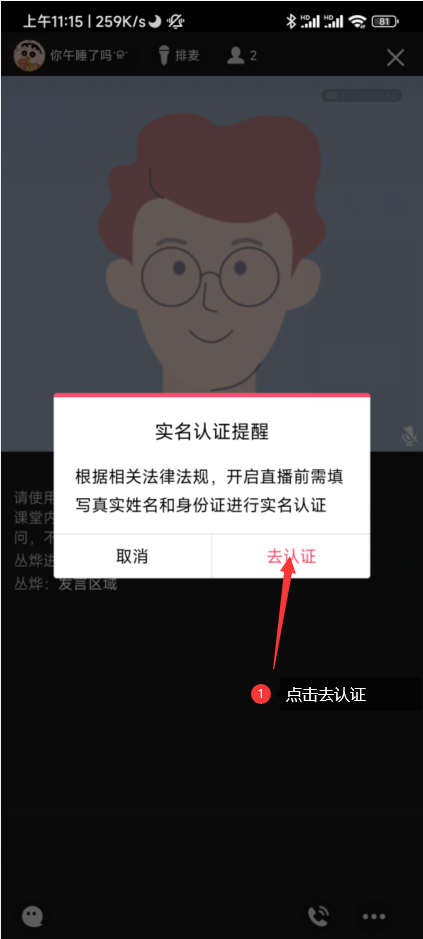 上午11:15 | 259K/s
HD HD 81
你午睡了吗
排麦
2
实名认证提醒
根据相关法律法规，开启直播前需填
写真实姓名和身份证进行实名认证
取消
去认证
请使用
课堂内
问，不
丛烨进
丛烨：发言区域
1 点击去认证